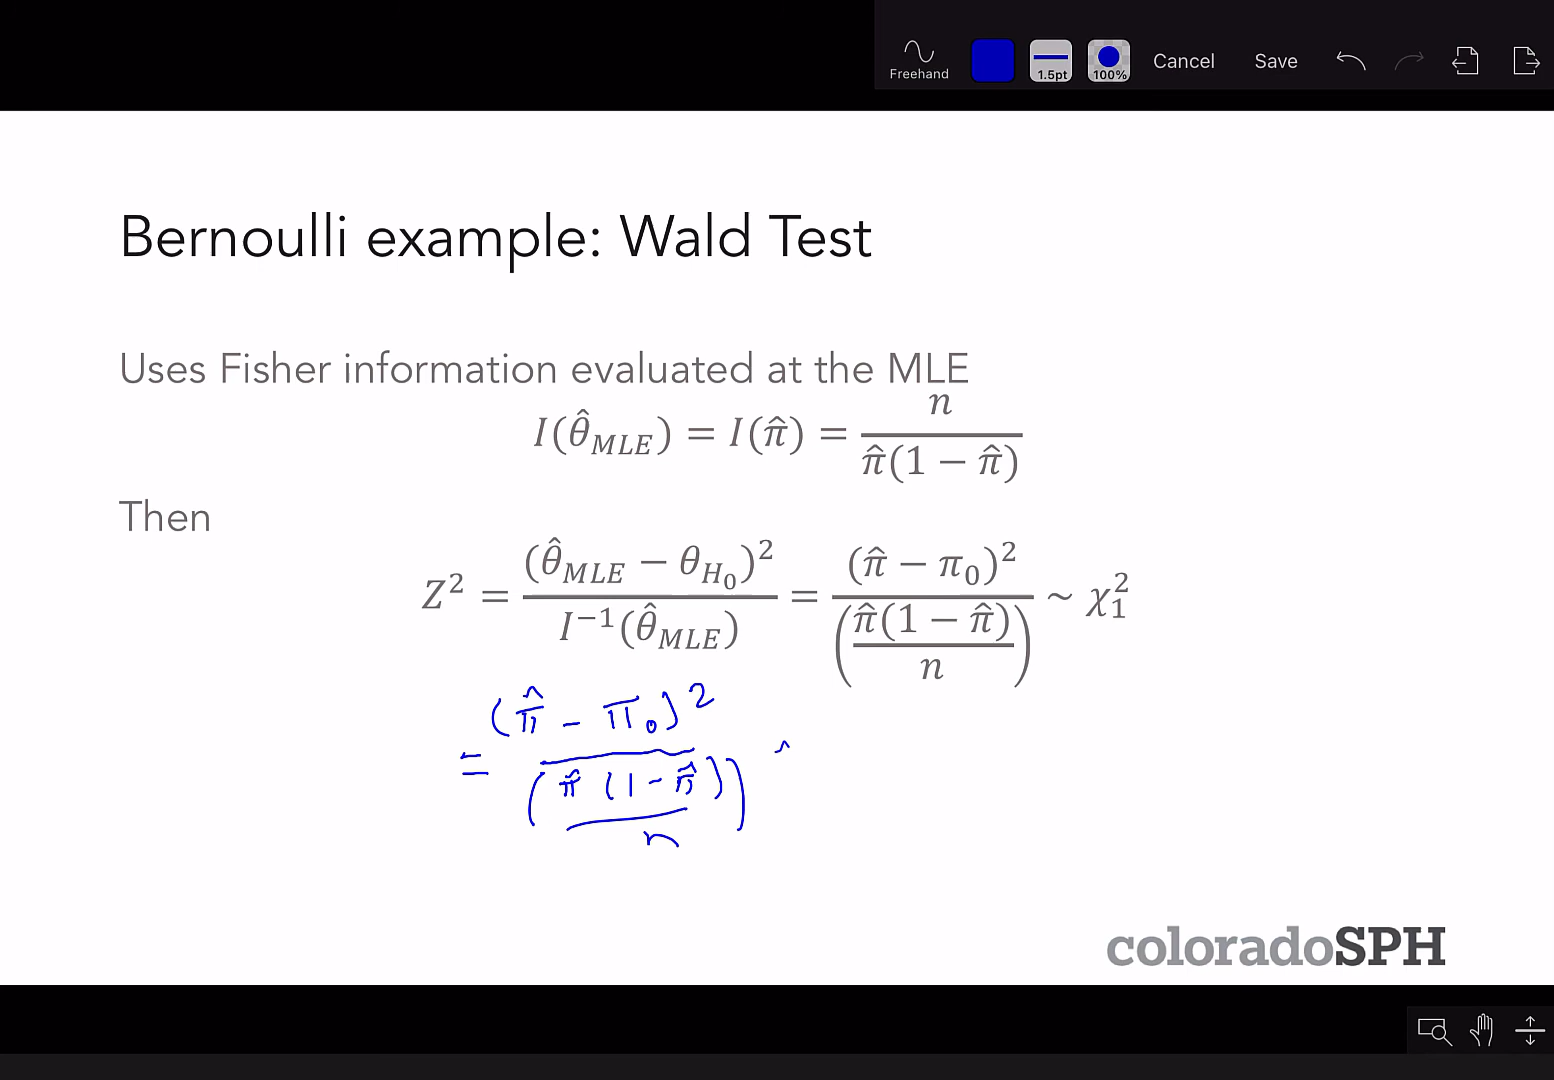 Freehand 1.5pt 100% Cancel Save
Bernoulli example: Wald Test
Uses Fisher information evaluated at the MLE
I(θ̂_MLE) = I(π̂) = n / (π̂(1 − π̂))
Then
Z² = (θ̂_MLE − θ_H₀)² / I⁻¹(θ̂_MLE) = (π̂ − π₀)² / (π̂(1 − π̂) / n) ~ χ₁²
= (π̂ − π₀)² / (π̂(1 − π̂) / n) ^
coloradoSPH